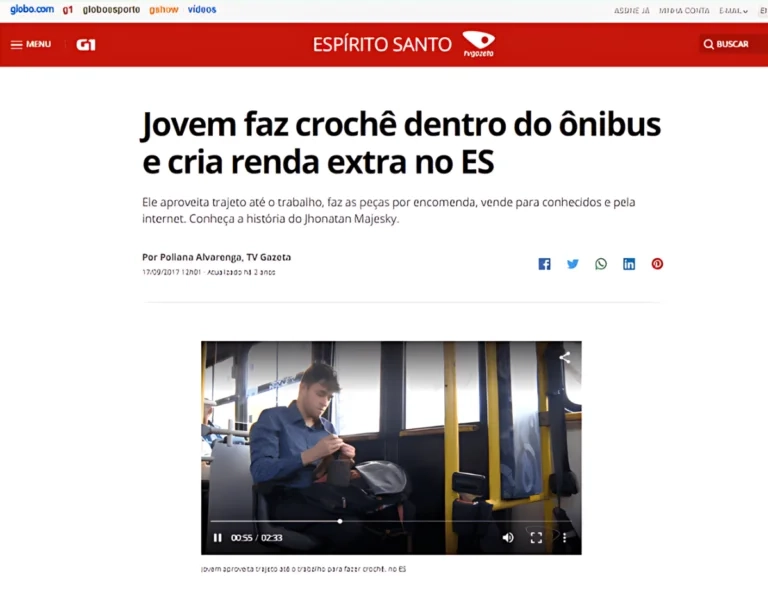 globo.com g1 globoesporte gshow vídeos
ASSINE JÁ MINHA CONTA E-MAIL
MENU G1 ESPÍRITO SANTO tvgazeta BUSCAR
Jovem faz crochê dentro do ônibus
e cria renda extra no ES
Ele aproveita trajeto até o trabalho, faz as peças por encomenda, vende para conhecidos e pela
internet. Conheça a história do Jhonatan Majesky.
Por Poliana Alvarenga, TV Gazeta
17/09/2017 12h01 · Atualizado há 2 anos
00:55 / 02:33
Jovem aproveita trajeto até o trabalho para fazer crochê, no ES